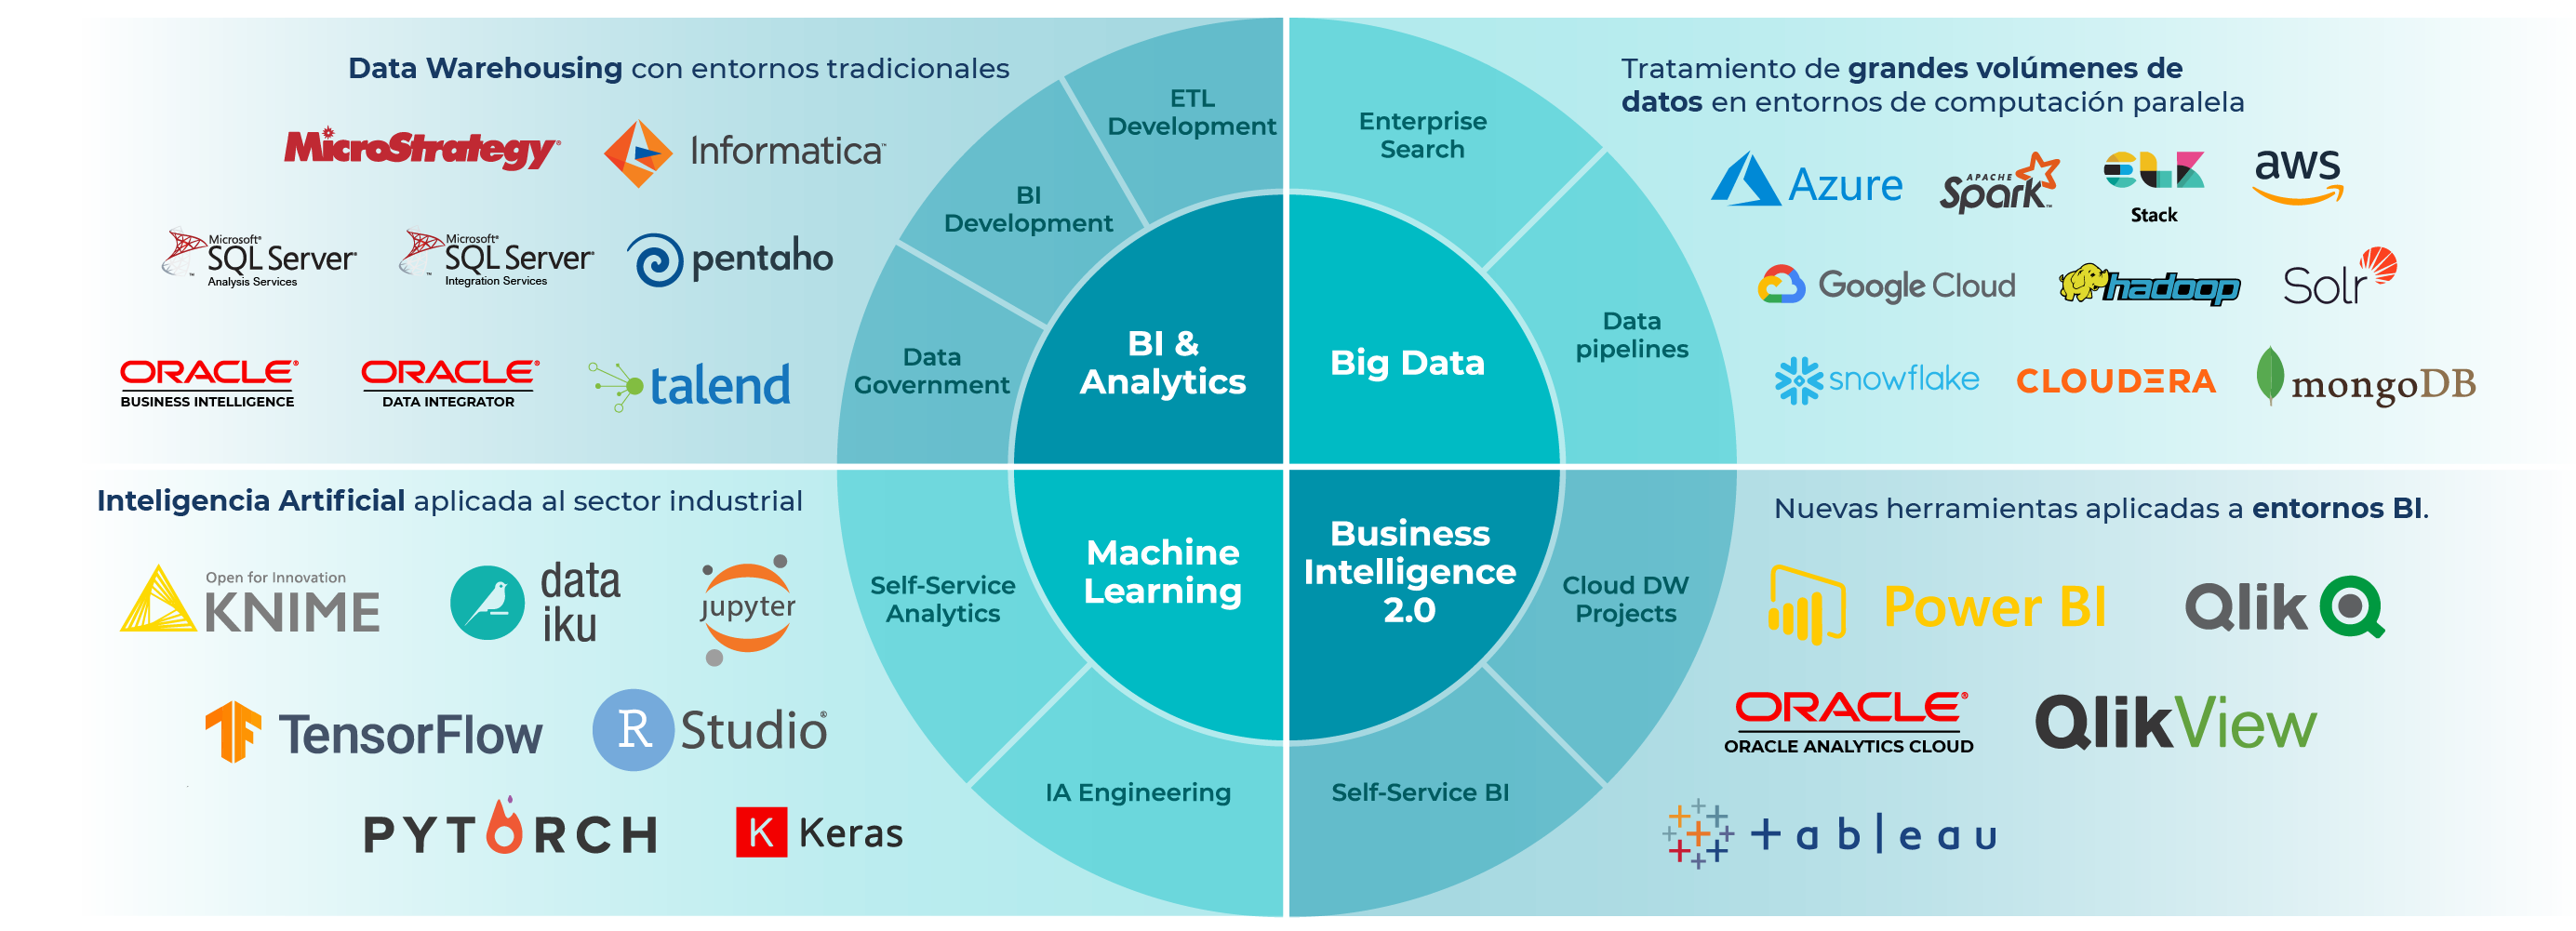 Data Warehousing con entornos tradicionales
MicroStrategy®
Informatica™
Microsoft®
SQL Server®
Analysis Services
Microsoft®
SQL Server®
Integration Services
pentaho
ORACLE®
BUSINESS INTELLIGENCE
ORACLE®
DATA INTEGRATOR
talend
ETL
Development
BI
Development
Data
Government
BI &
Analytics
Enterprise
Search
Data
pipelines
Big Data
Tratamiento de grandes volúmenes de
datos en entornos de computación paralela
Azure
APACHE
Spark™
elk
Stack
aws
Google Cloud
hadoop
Solr
snowflake
CLOUDERA
mongoDB
Inteligencia Artificial aplicada al sector industrial
Open for Innovation
KNIME
data
iku
jupyter
TensorFlow
R Studio®
PYTORCH
K Keras
Self-Service
Analytics
IA Engineering
Machine
Learning
Business
Intelligence
2.0
Cloud DW
Projects
Self-Service BI
Nuevas herramientas aplicadas a entornos BI.
Power BI
Qlik
ORACLE®
ORACLE ANALYTICS CLOUD
QlikView
+ableau